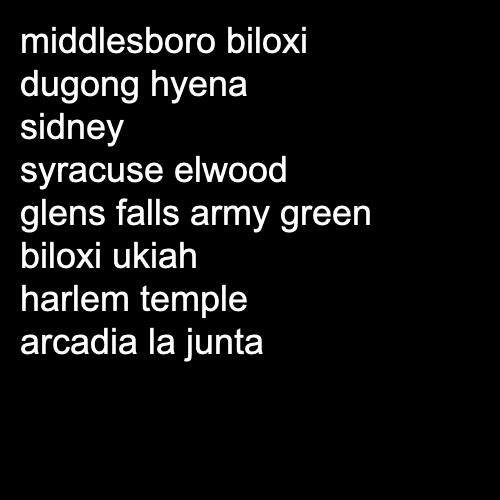 middlesboro biloxi
dugong hyena
sidney
syracuse elwood
glens falls army green
biloxi ukiah
harlem temple
arcadia la junta